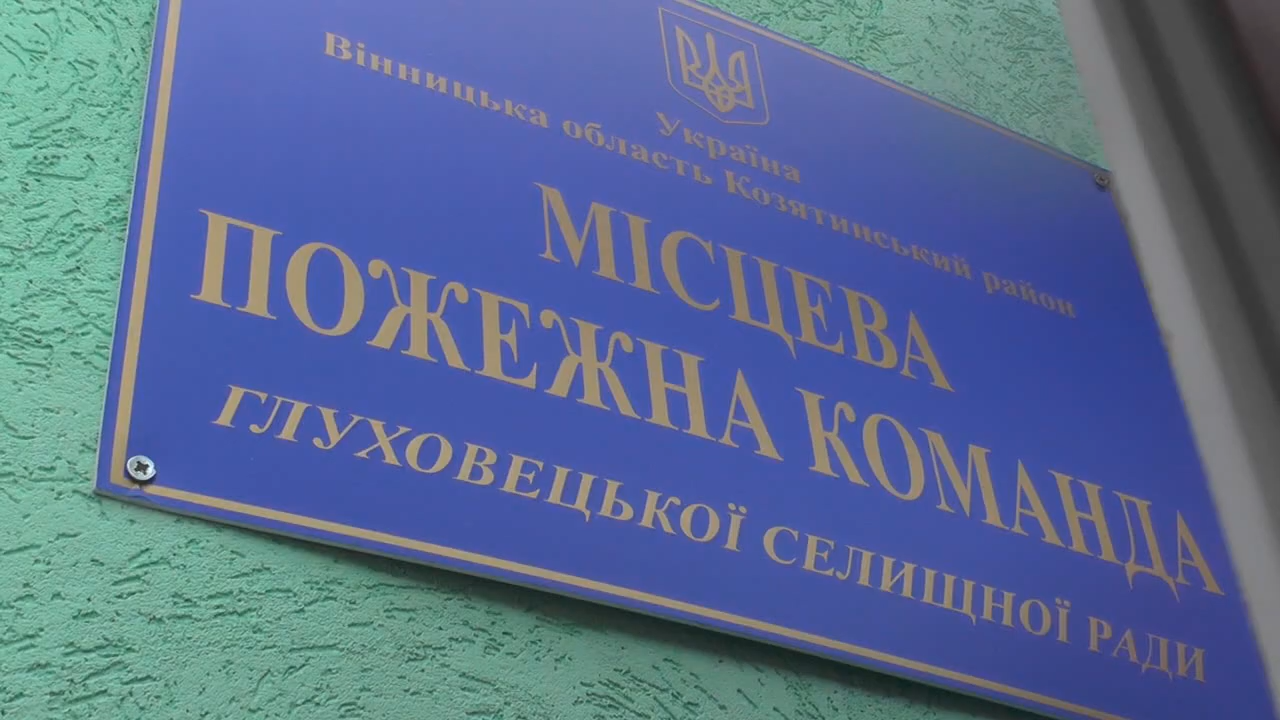 Україна
Вінницька область Козятинський район
МІСЦЕВА
ПОЖЕЖНА КОМАНДА
ГЛУХОВЕЦЬКОЇ СЕЛИЩНОЇ РАДИ